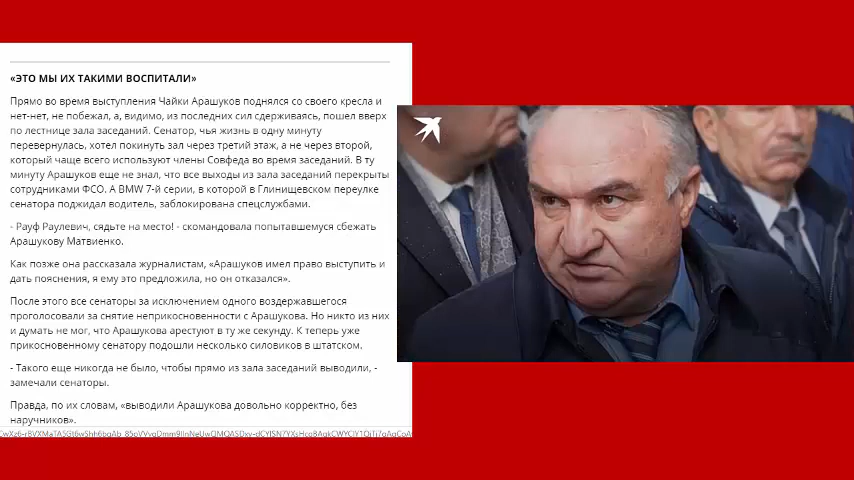 «ЭТО МЫ ИХ ТАКИМИ ВОСПИТАЛИ»
Прямо во время выступления Чайки Арашуков поднялся со своего кресла и
нет-нет, не побежал, а, видимо, из последних сил сдерживаясь, пошел вверх
по лестнице зала заседаний. Сенатор, чья жизнь в одну минуту
перевернулась, хотел покинуть зал через третий этаж, а не через второй,
который чаще всего используют члены Совфеда во время заседаний. В ту
минуту Арашуков еще не знал, что все выходы из зала заседаний перекрыты
сотрудниками ФСО. А BMW 7-й серии, в которой в Глинищевском переулке
сенатора поджидал водитель, заблокирована спецслужбами.
- Рауф Раулевич, сядьте на место! - скомандовала попытавшемуся сбежать
Арашукову Матвиенко.
Как позже она рассказала журналистам, «Арашуков имел право выступить и
дать пояснения, я ему это предложила, но он отказался».
После этого все сенаторы за исключением одного воздержавшегося
проголосовали за снятие неприкосновенности с Арашукова. Но никто из них
и думать не мог, что Арашукова арестуют в ту же секунду. К теперь уже
прикосновенному сенатору подошли несколько силовиков в штатском.
- Такого еще никогда не было, чтобы прямо из зала заседаний выводили, -
замечали сенаторы.
Правда, по их словам, «выводили Арашукова довольно корректно, без
наручников».